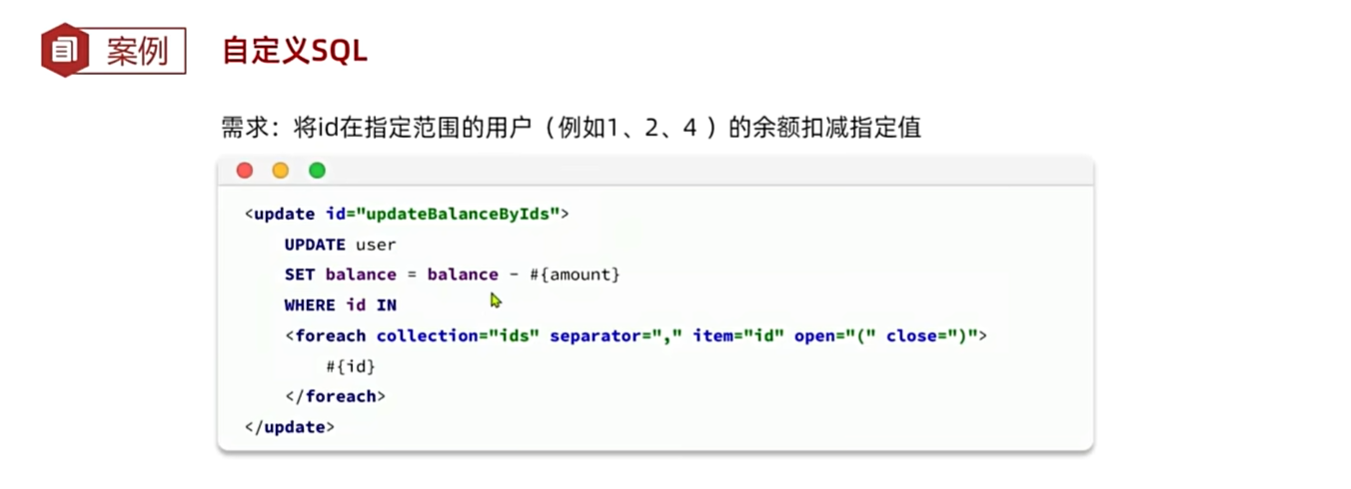 案例
自定义SQL
需求：将id在指定范围的用户（例如1、2、4 ）的余额扣减指定值
<update id="updateBalanceByIds">
    UPDATE user
    SET balance = balance - #{amount}
    WHERE id IN
    <foreach collection="ids" separator="," item="id" open="(" close=")">
        #{id}
    </foreach>
</update>